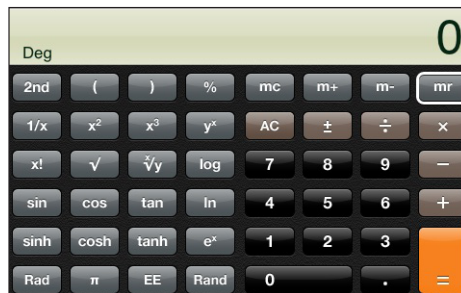 0
Deg
2nd ( ) % mc m+ m- mr
1/x x² x³ yˣ AC ± ÷ ×
x! √ ˣ√y log 7 8 9 −
sin cos tan ln 4 5 6 +
sinh cosh tanh eˣ 1 2 3
Rad π EE Rand 0 . =